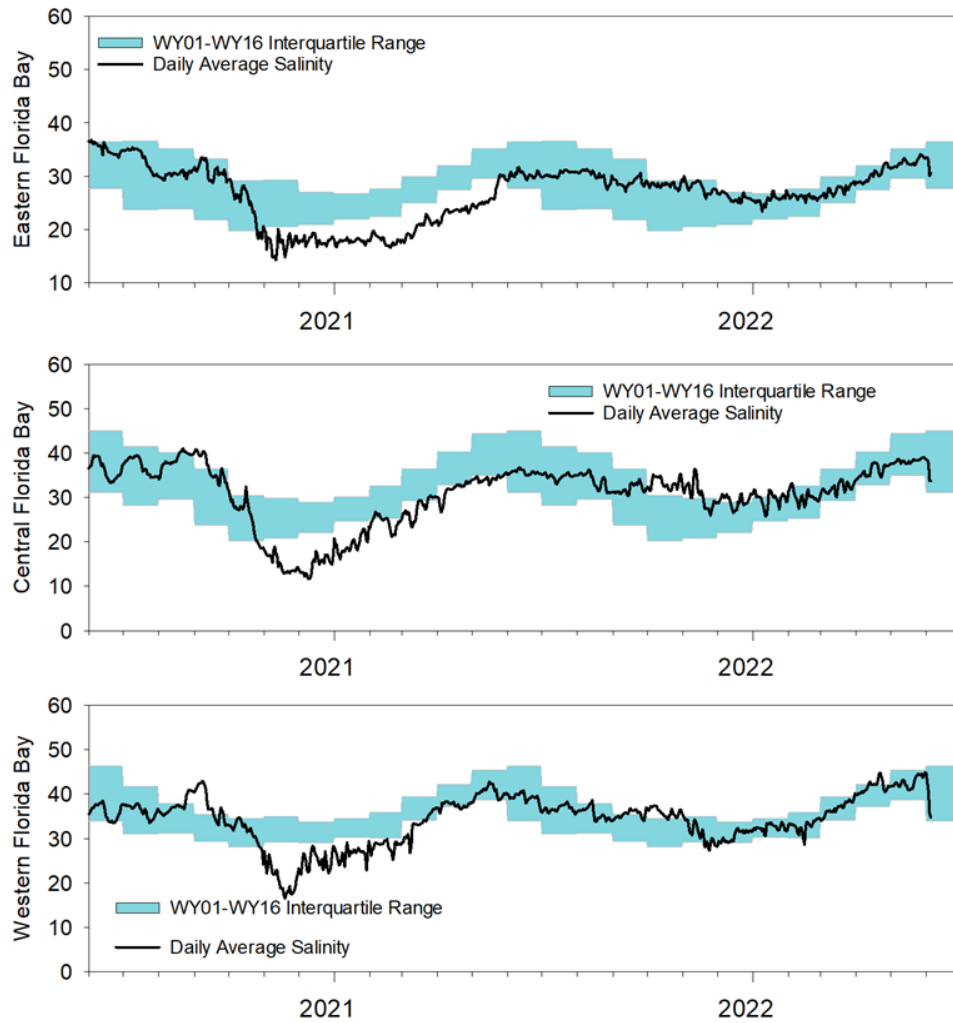 60
WY01-WY16 Interquartile Range
50
Daily Average Salinity
40
30
20
10
Eastern Florida Bay
2021 2022
60
WY01-WY16 Interquartile Range
50
Daily Average Salinity
40
30
20
10
0
Central Florida Bay
2021 2022
60
50
40
30
20
WY01-WY16 Interquartile Range
10
Daily Average Salinity
0
Western Florida Bay
2021 2022